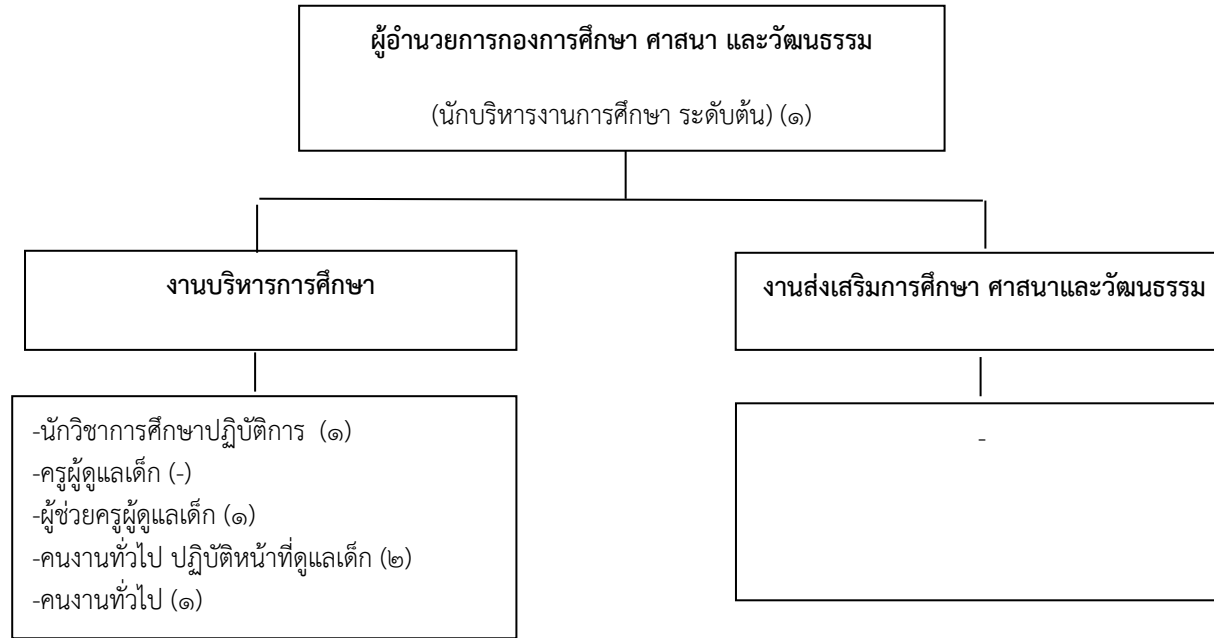 ผู้อำนวยการกองการศึกษา ศาสนา และวัฒนธรรม
(นักบริหารงานการศึกษา ระดับต้น) (๑)
งานบริหารการศึกษา
งานส่งเสริมการศึกษา ศาสนาและวัฒนธรรม
-นักวิชาการศึกษาปฏิบัติการ (๑)
-ครูผู้ดูแลเด็ก (-)
-ผู้ช่วยครูผู้ดูแลเด็ก (๑)
-คนงานทั่วไป ปฏิบัติหน้าที่ดูแลเด็ก (๒)
-คนงานทั่วไป (๑)
-